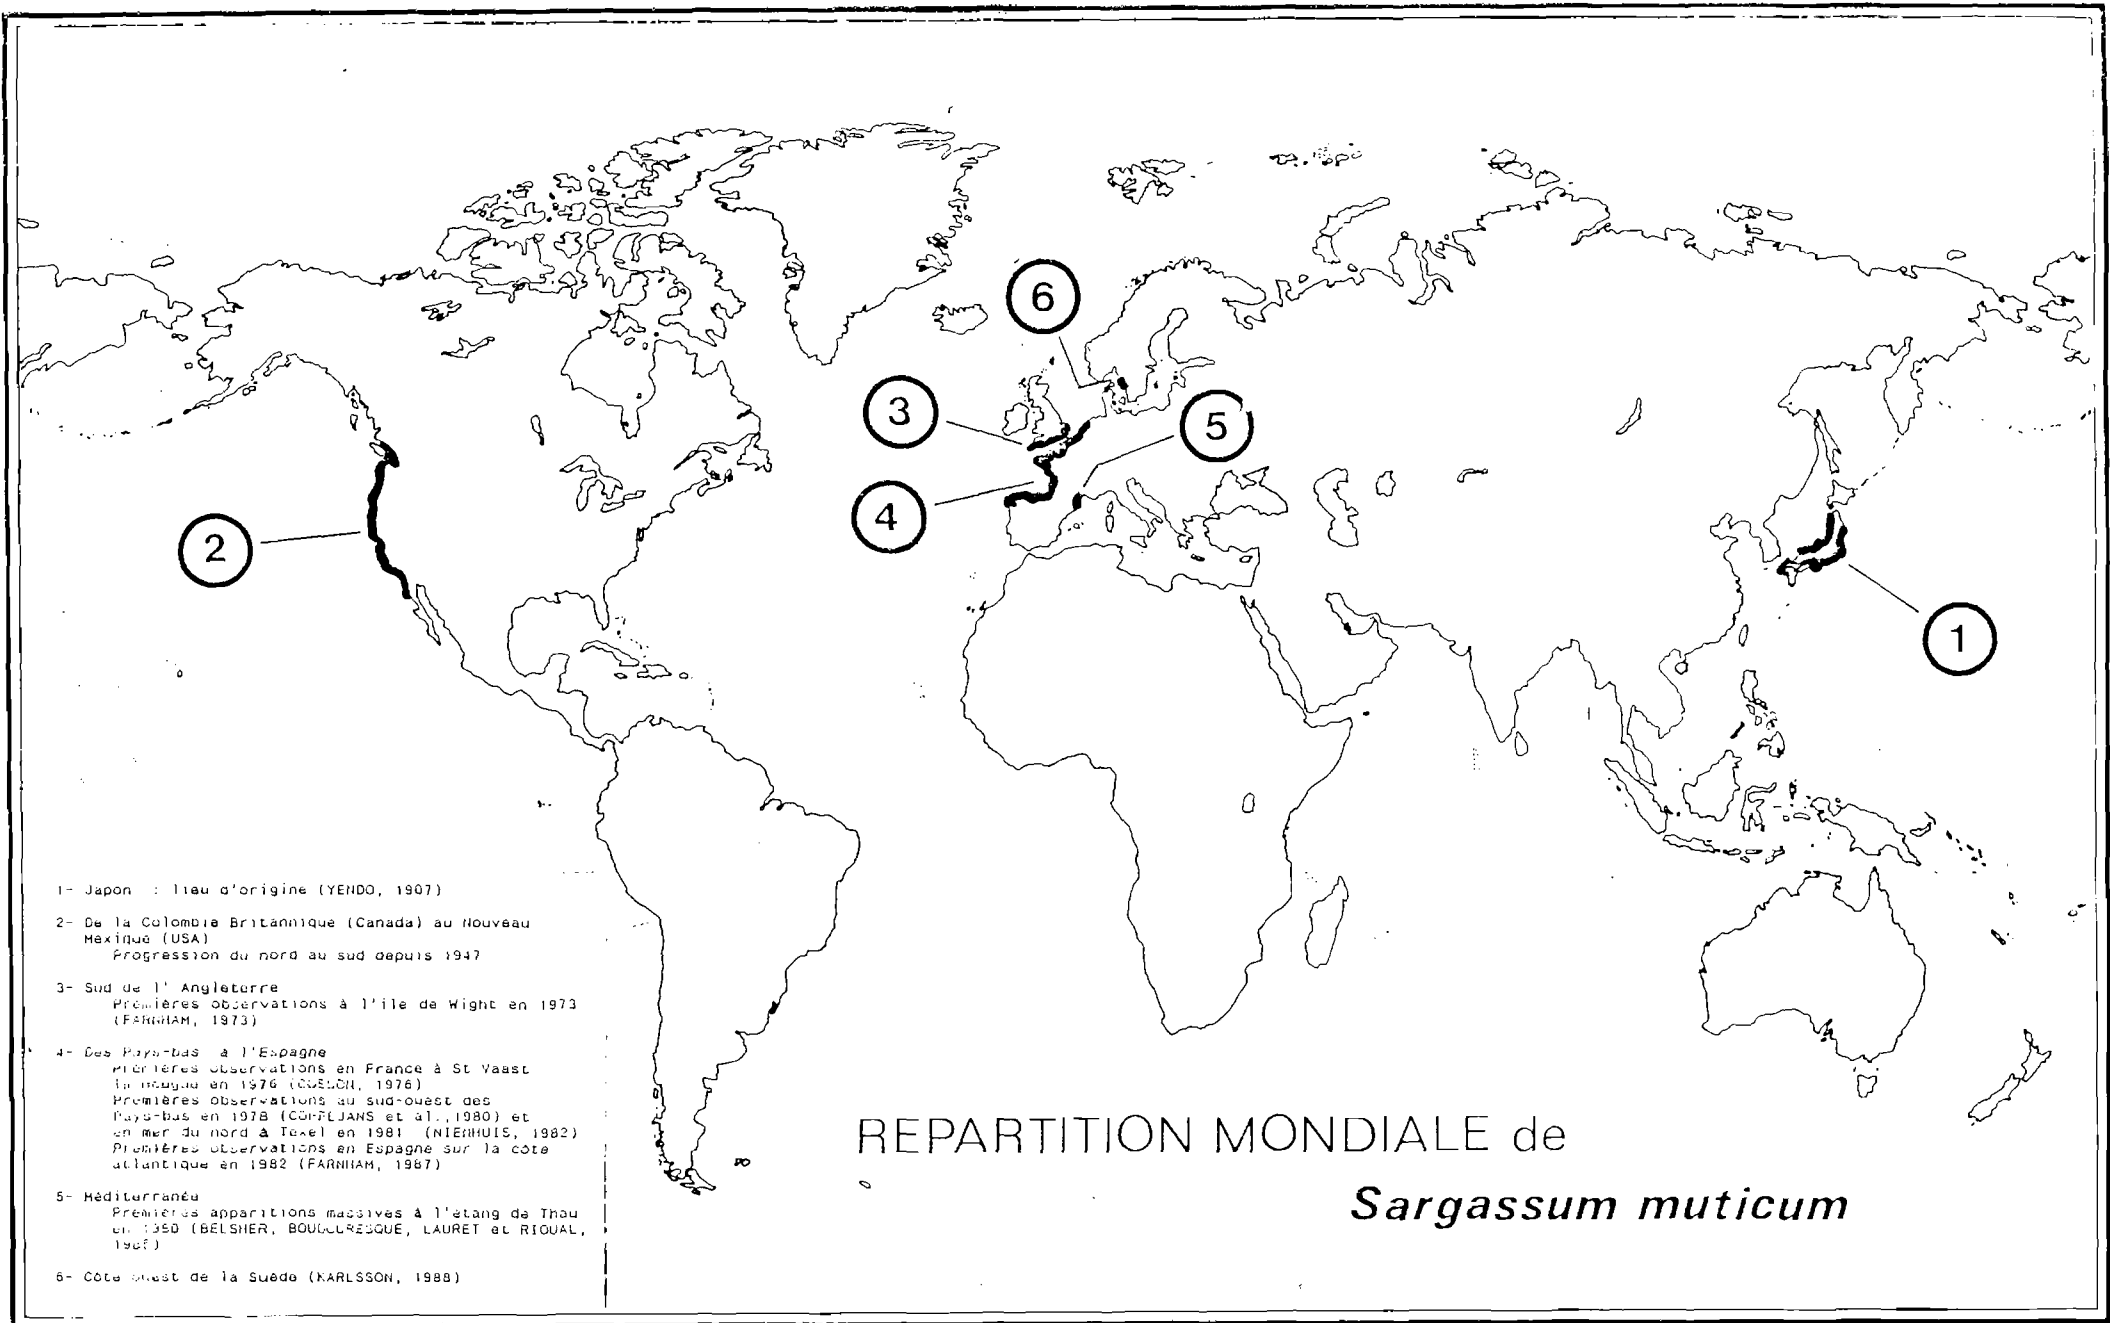 6
3
5
4
2
1
1- Japon : lieu d'origine (YENDO, 1907)
2- De la Colombie Britannique (Canada) au Nouveau
Mexique (USA)
Progression du nord au sud depuis 1947
3- Sud de l' Angleterre
Premières observations à l'ile de Wight en 1973
(FARNHAM, 1973)
4- Des Pays-bas à l'Espagne
Premières observations en France à St Vaast
en 1976 ( 1976)
Premières observations au sud-ouest des
Pays-bas en 1978 (COPPEJANS et al.,1980) et
en mer du nord à Texel en 1981 (NIENHUIS, 1982)
Premières observations en Espagne sur la côte
atlantique en 1982 (FARNHAM, 1987)
5- Méditerranée
Premières apparitions massives à l'étang de Thau
en (BELSHER, BOUDOURESQUE, LAURET et RIOUAL,
6- Côte ouest de la Suède (KARLSSON, 1988)
REPARTITION MONDIALE de
Sargassum muticum